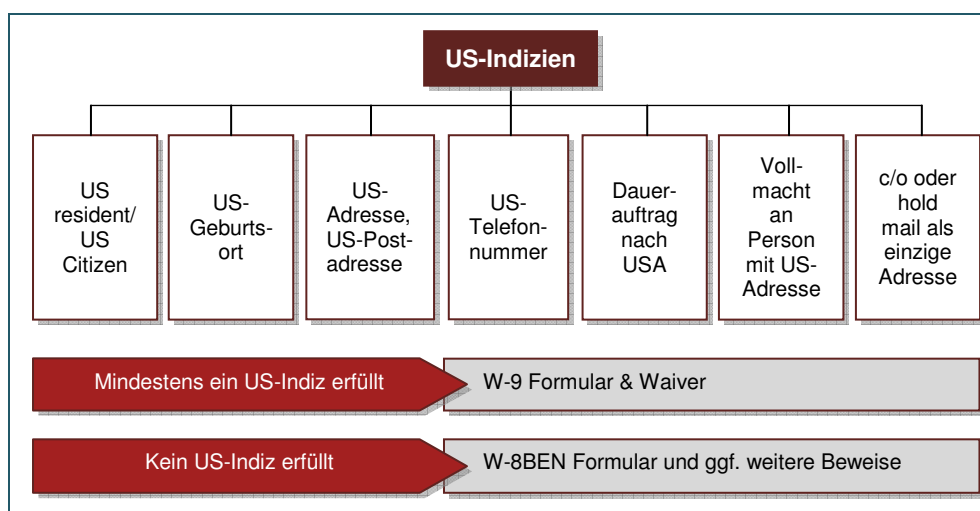 US-Indizien
US
resident/
US
Citizen
US-
Geburts-
ort
US-
Adresse,
US-Post-
adresse
US-
Telefon-
nummer
Dauer-
auftrag
nach
USA
Voll-
macht
an
Person
mit US-
Adresse
c/o oder
hold
mail als
einzige
Adresse
Mindestens ein US-Indiz erfüllt
W-9 Formular & Waiver
Kein US-Indiz erfüllt
W-8BEN Formular und ggf. weitere Beweise